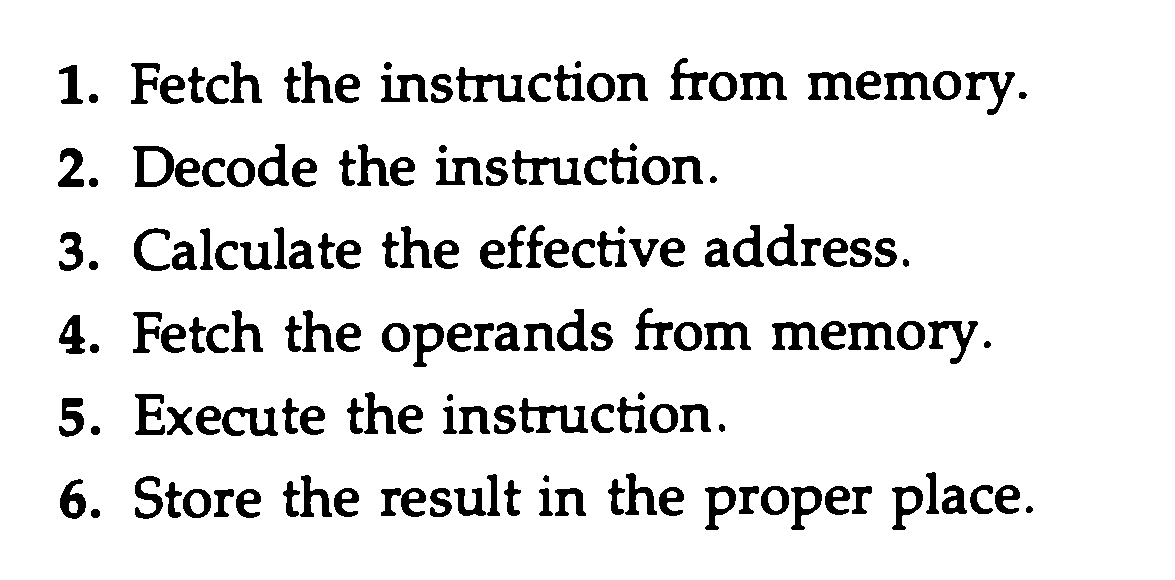 1. Fetch the instruction from memory.
2. Decode the instruction.
3. Calculate the effective address.
4. Fetch the operands from memory.
5. Execute the instruction.
6. Store the result in the proper place.